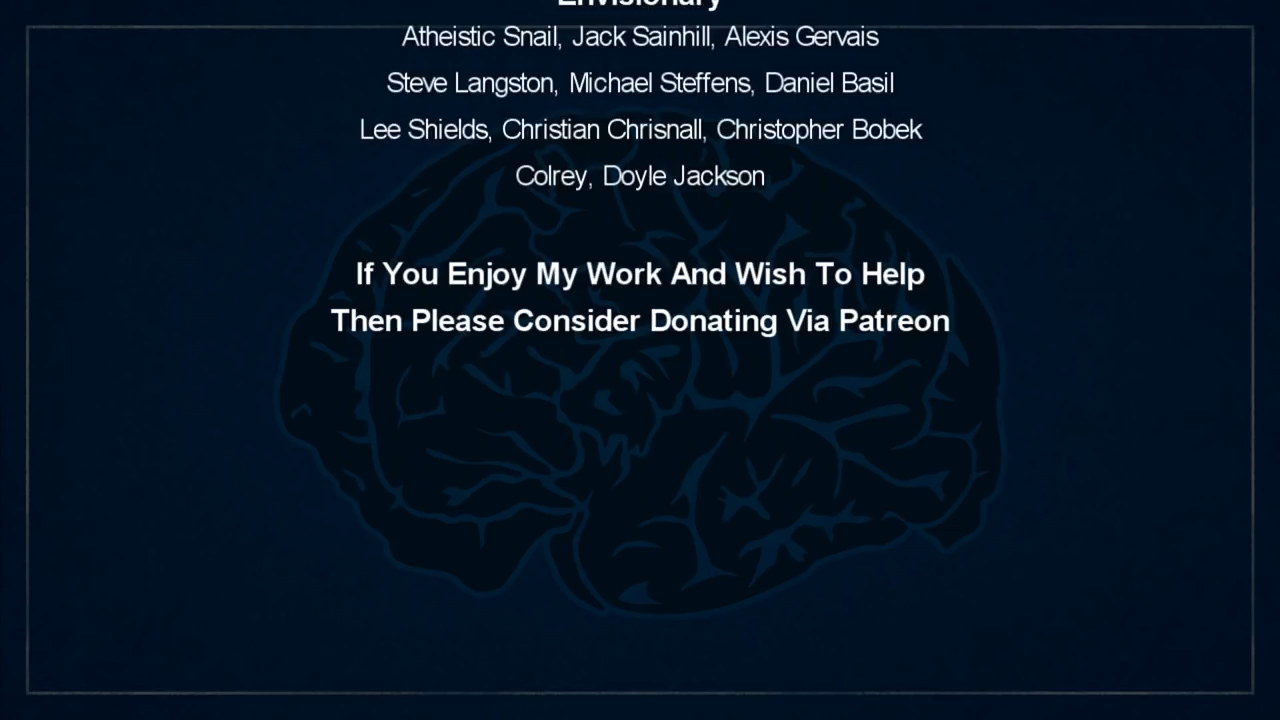 Envisionary
Atheistic Snail, Jack Sainhill, Alexis Gervais
Steve Langston, Michael Steffens, Daniel Basil
Lee Shields, Christian Chrisnall, Christopher Bobek
Colrey, Doyle Jackson
If You Enjoy My Work And Wish To Help
Then Please Consider Donating Via Patreon